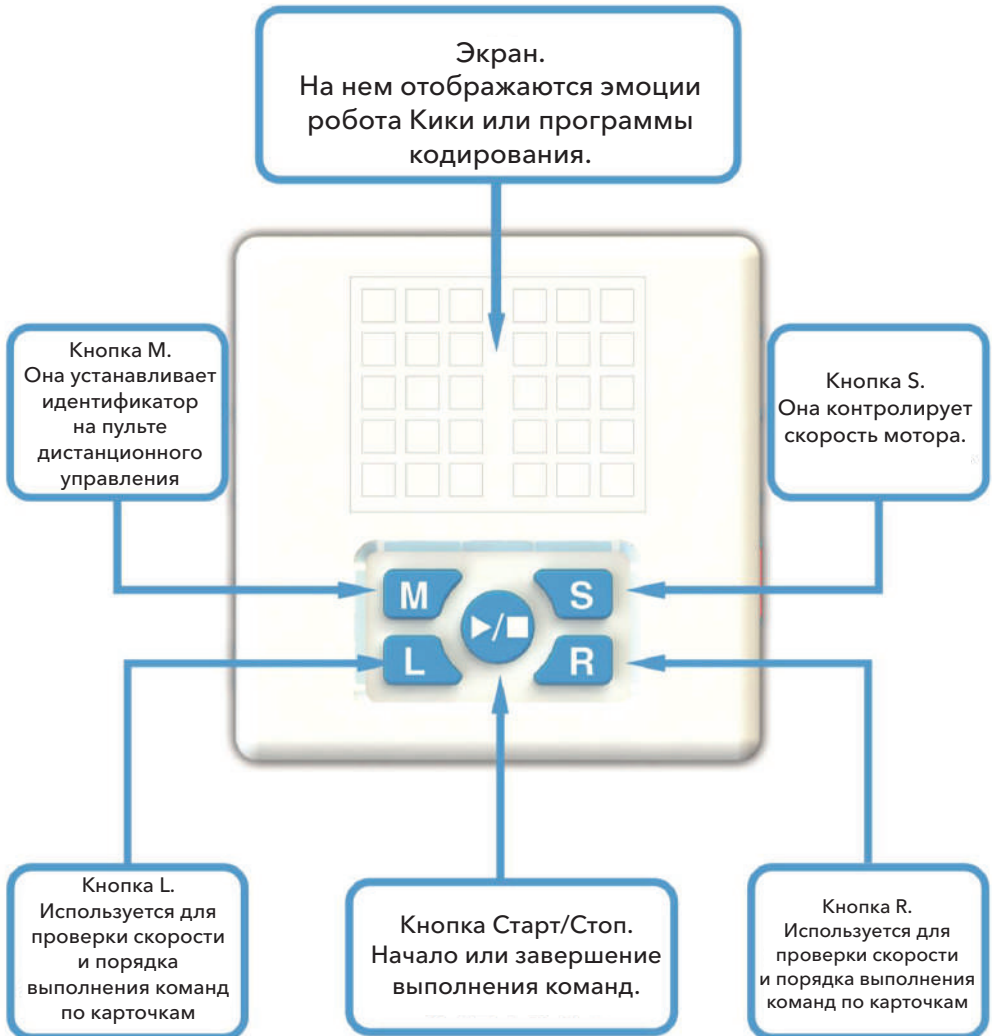 Экран.
На нем отображаются эмоции
робота Кики или программы
кодирования.
Кнопка M.
Она устанавливает
идентификатор
на пульте
дистанционного
управления
Кнопка S.
Она контролирует
скорость мотора.
M
S
L
R
Кнопка L.
Используется для
проверки скорости
и порядка
выполнения команд
по карточкам
Кнопка Старт/Стоп.
Начало или завершение
выполнения команд.
Кнопка R.
Используется для
проверки скорости
и порядка выполнения
команд по карточкам